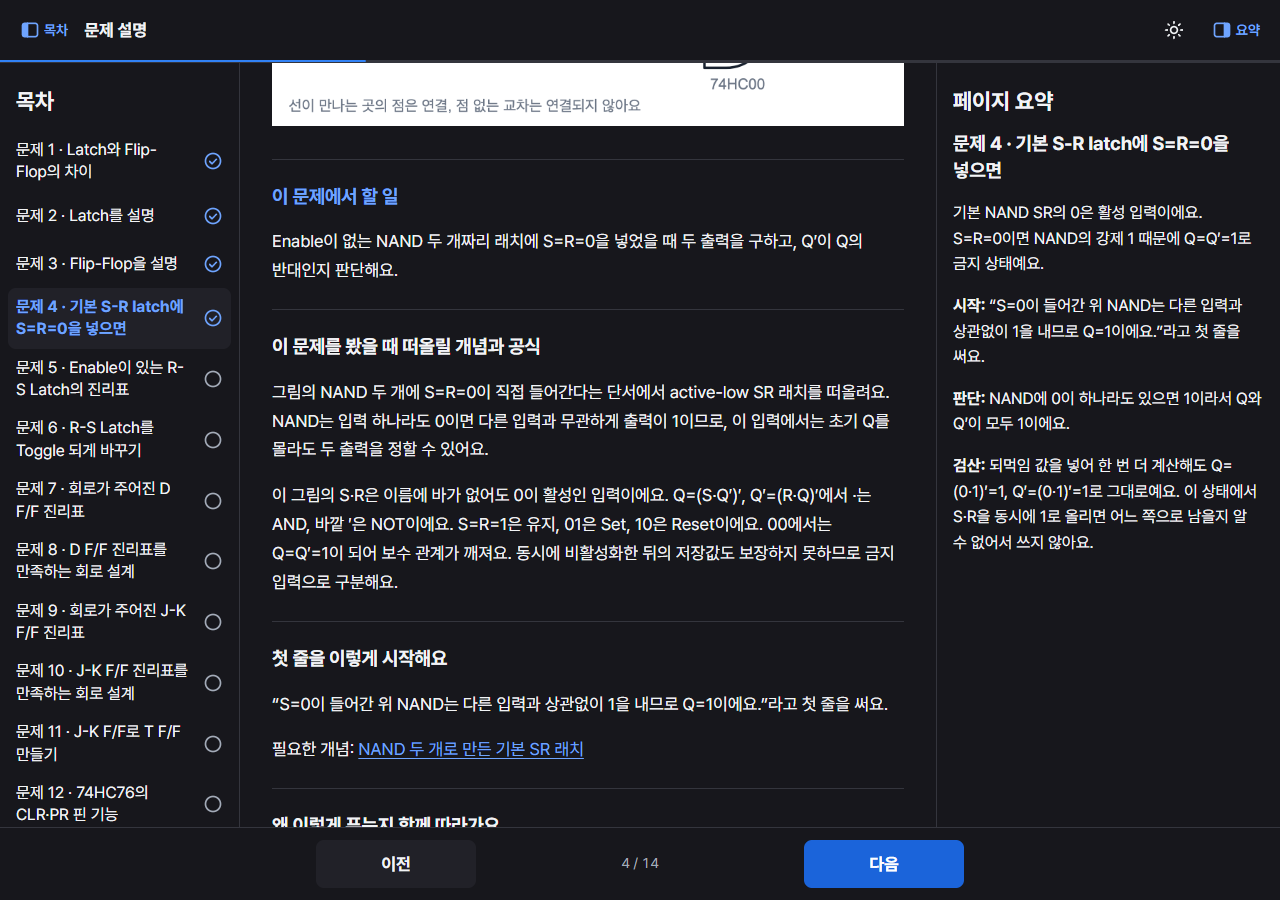 목차
문제 설명
요약
목차
문제 1 · Latch와 Flip-
Flop의 차이
문제 2 · Latch를 설명
문제 3 · Flip-Flop을 설명
문제 4 · 기본 S-R latch에
S=R=0을 넣으면
문제 5 · Enable이 있는 R-
S Latch의 진리표
문제 6 · R-S Latch를
Toggle 되게 바꾸기
문제 7 · 회로가 주어진 D
F/F 진리표
문제 8 · D F/F 진리표를
만족하는 회로 설계
문제 9 · 회로가 주어진 J-K
F/F 진리표
문제 10 · J-K F/F 진리표를
만족하는 회로 설계
문제 11 · J-K F/F로 T F/F
만들기
문제 12 · 74HC76의
CLR·PR 핀 기능
74HC00
선이 만나는 곳의 점은 연결, 점 없는 교차는 연결되지 않아요
이 문제에서 할 일
Enable이 없는 NAND 두 개짜리 래치에 S=R=0을 넣었을 때 두 출력을 구하고, Q′이 Q의
반대인지 판단해요.
이 문제를 봤을 때 떠올릴 개념과 공식
그림의 NAND 두 개에 S=R=0이 직접 들어간다는 단서에서 active-low SR 래치를 떠올려요.
NAND는 입력 하나라도 0이면 다른 입력과 무관하게 출력이 1이므로, 이 입력에서는 초기 Q를
몰라도 두 출력을 정할 수 있어요.
이 그림의 S·R은 이름에 바가 없어도 0이 활성인 입력이에요. Q=(S·Q′)′, Q′=(R·Q)′에서 ·는
AND, 바깥 ′은 NOT이에요. S=R=1은 유지, 01은 Set, 10은 Reset이에요. 00에서는
Q=Q′=1이 되어 보수 관계가 깨져요. 동시에 비활성화한 뒤의 저장값도 보장하지 못하므로 금지
입력으로 구분해요.
첫 줄을 이렇게 시작해요
“S=0이 들어간 위 NAND는 다른 입력과 상관없이 1을 내므로 Q=1이에요.”라고 첫 줄을 써요.
필요한 개념: NAND 두 개로 만든 기본 SR 래치
왜 이렇게 푸는지 함께 따라가요
페이지 요약
문제 4 · 기본 S-R latch에 S=R=0을
넣으면
기본 NAND SR의 0은 활성 입력이에요.
S=R=0이면 NAND의 강제 1 때문에 Q=Q′=1로
금지 상태예요.
시작: “S=0이 들어간 위 NAND는 다른 입력과
상관없이 1을 내므로 Q=1이에요.”라고 첫 줄을
써요.
판단: NAND에 0이 하나라도 있으면 1이라서 Q와
Q′이 모두 1이에요.
검산: 되먹임 값을 넣어 한 번 더 계산해도 Q=
(0·1)′=1, Q′=(0·1)′=1로 그대로예요. 이 상태에서
S·R을 동시에 1로 올리면 어느 쪽으로 남을지 알
수 없어서 쓰지 않아요.
이전
4 / 14
다음